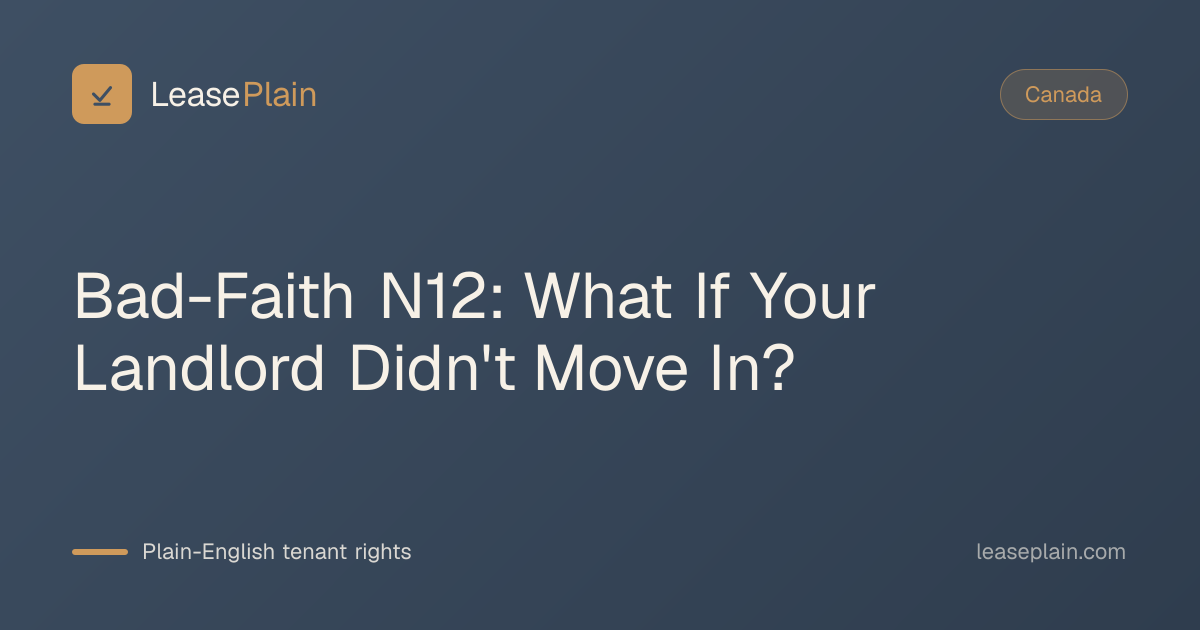 LeasePlain
Canada
Bad-Faith N12: What If Your
Landlord Didn't Move In?
Plain-English tenant rights
leaseplain.com